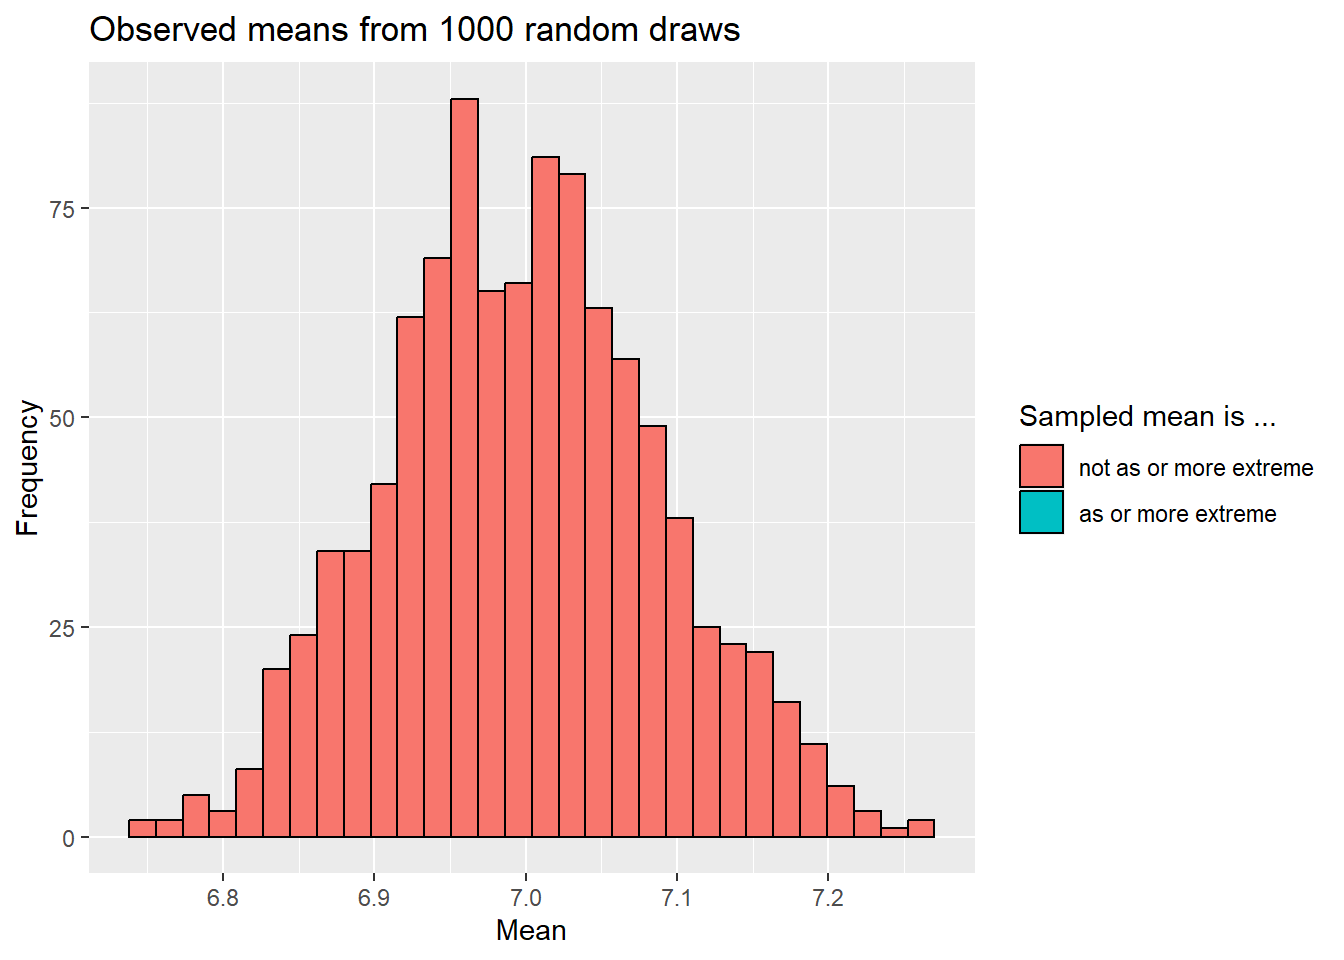 Observed means from 1000 random draws
Frequency
75
50
25
0
6.8 6.9 7.0 7.1 7.2
Mean
Sampled mean is ...
not as or more extreme
as or more extreme